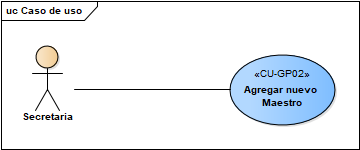 uc Caso de uso
«CU-GP02»
Agregar nuevo
Maestro
Secretaria